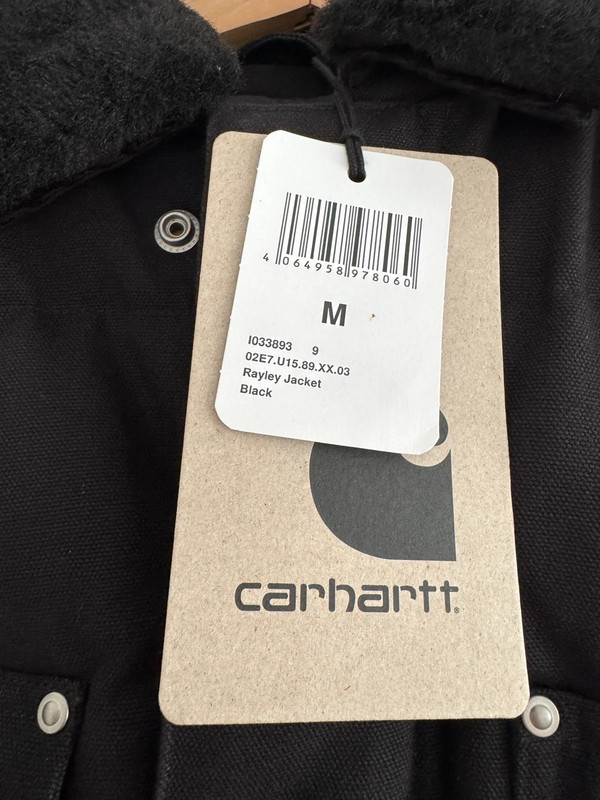 4 064958 978060
M
I033893 9
02E7.U15.89.XX.03
Rayley Jacket
Black
carhartt®